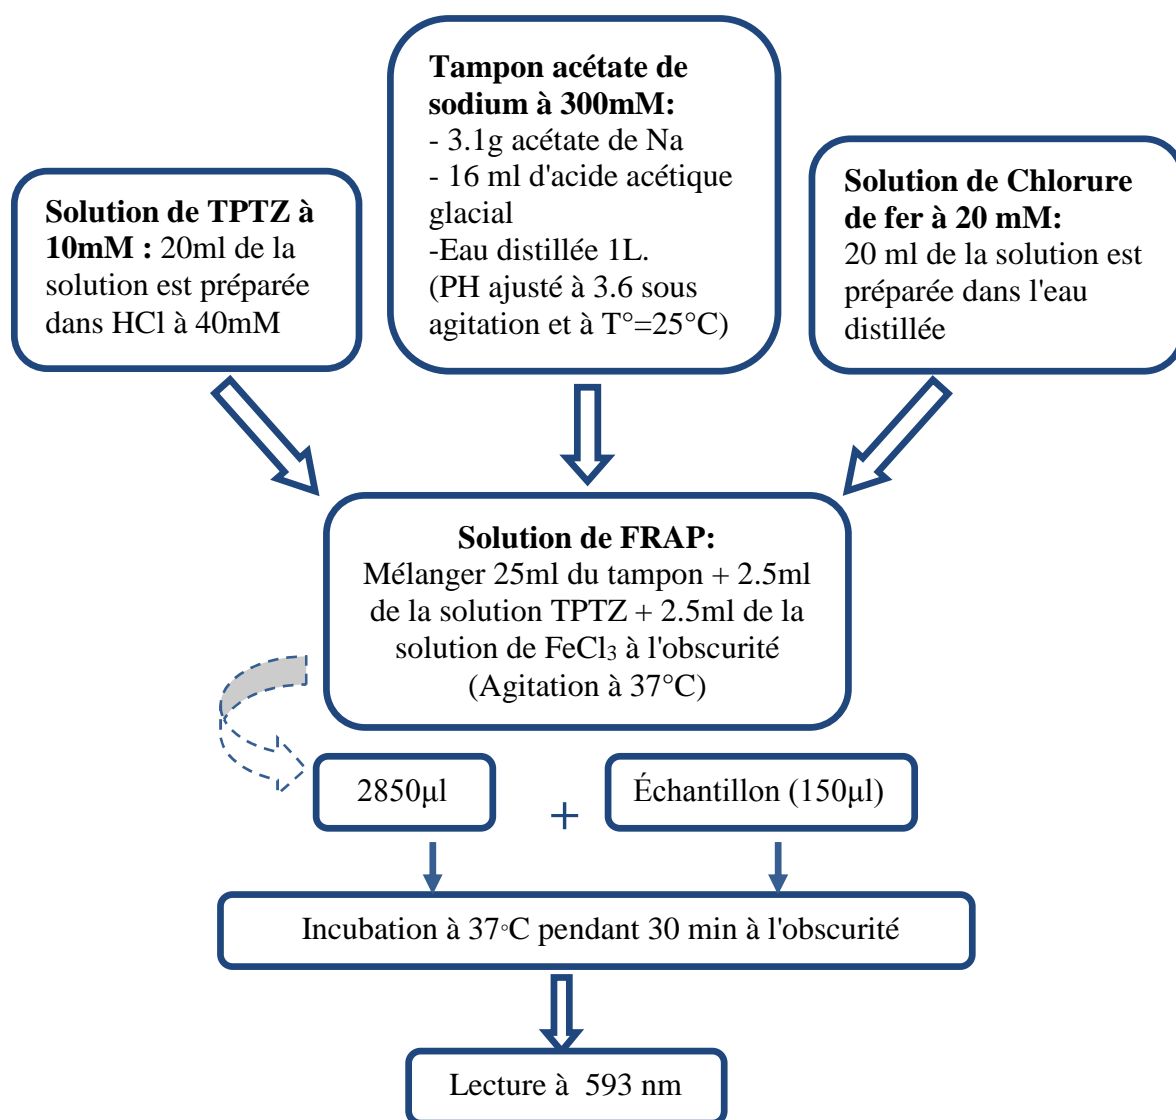 Solution de TPTZ à
10mM : 20ml de la
solution est préparée
dans HCl à 40mM
Tampon acétate de
sodium à 300mM:
- 3.1g acétate de Na
- 16 ml d'acide acétique
glacial
-Eau distillée 1L.
(PH ajusté à 3.6 sous
agitation et à T°=25°C)
Solution de Chlorure
de fer à 20 mM:
20 ml de la solution est
préparée dans l'eau
distillée
Solution de FRAP:
Mélanger 25ml du tampon + 2.5ml
de la solution TPTZ + 2.5ml de la
solution de FeCl₃ à l'obscurité
(Agitation à 37°C)
2850μl
+
Échantillon (150μl)
Incubation à 37°C pendant 30 min à l'obscurité
Lecture à  593 nm